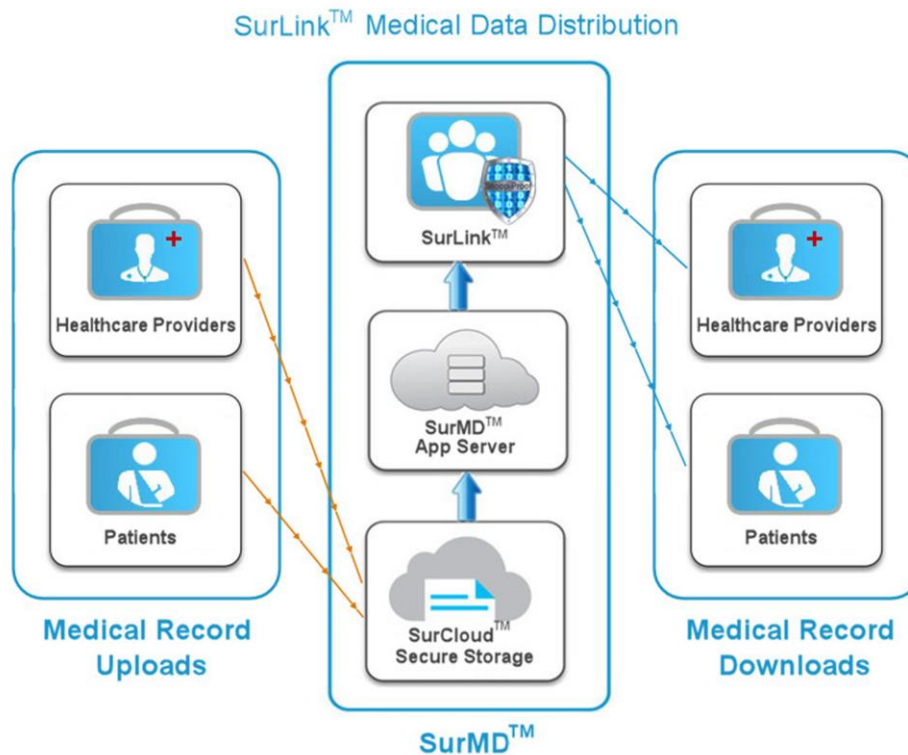 SurLink™ Medical Data Distribution
Healthcare Providers
Patients
Medical Record
Uploads
SurLink™
SurMD™
App Server
SurCloud™
Secure Storage
SurMD™
Healthcare Providers
Patients
Medical Record
Downloads